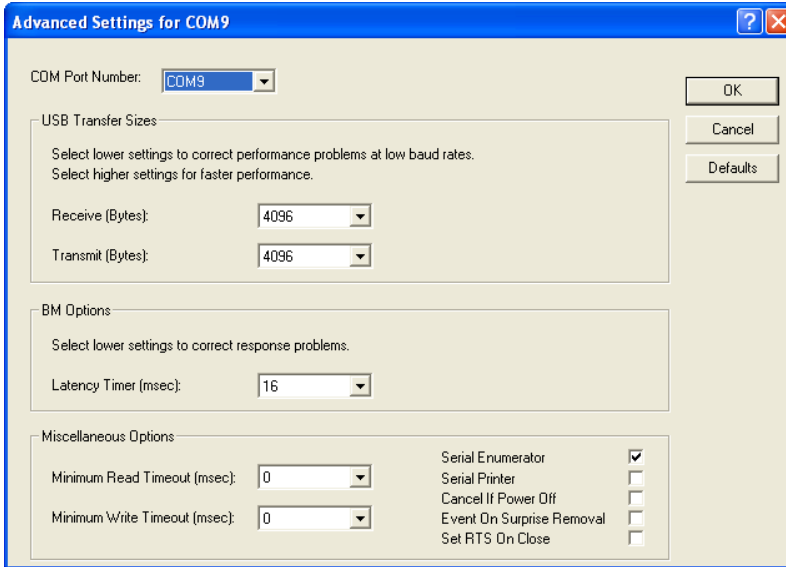 Advanced Settings for COM9
COM Port Number: COM9
OK
USB Transfer Sizes
Cancel
Select lower settings to correct performance problems at low baud rates.
Select higher settings for faster performance.
Defaults
Receive (Bytes): 4096
Transmit (Bytes): 4096
BM Options
Select lower settings to correct response problems.
Latency Timer (msec): 16
Miscellaneous Options
Minimum Read Timeout (msec): 0
Minimum Write Timeout (msec): 0
Serial Enumerator
Serial Printer
Cancel If Power Off
Event On Surprise Removal
Set RTS On Close